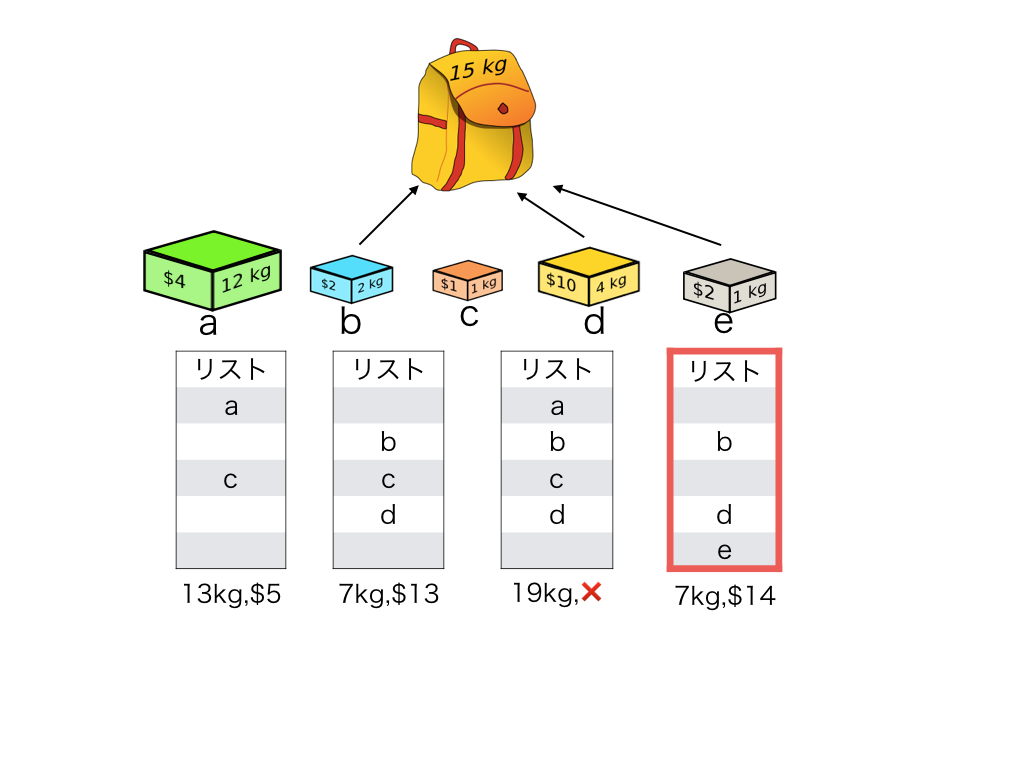 15 kg
$4 12 kg
$2 2 kg
$1 1 kg
$10 4 kg
$2 1 kg
a b c d e
リスト リスト リスト リスト
a a
b b b
c c c
d d d
e
13kg,$5 7kg,$13 19kg,❌ 7kg,$14